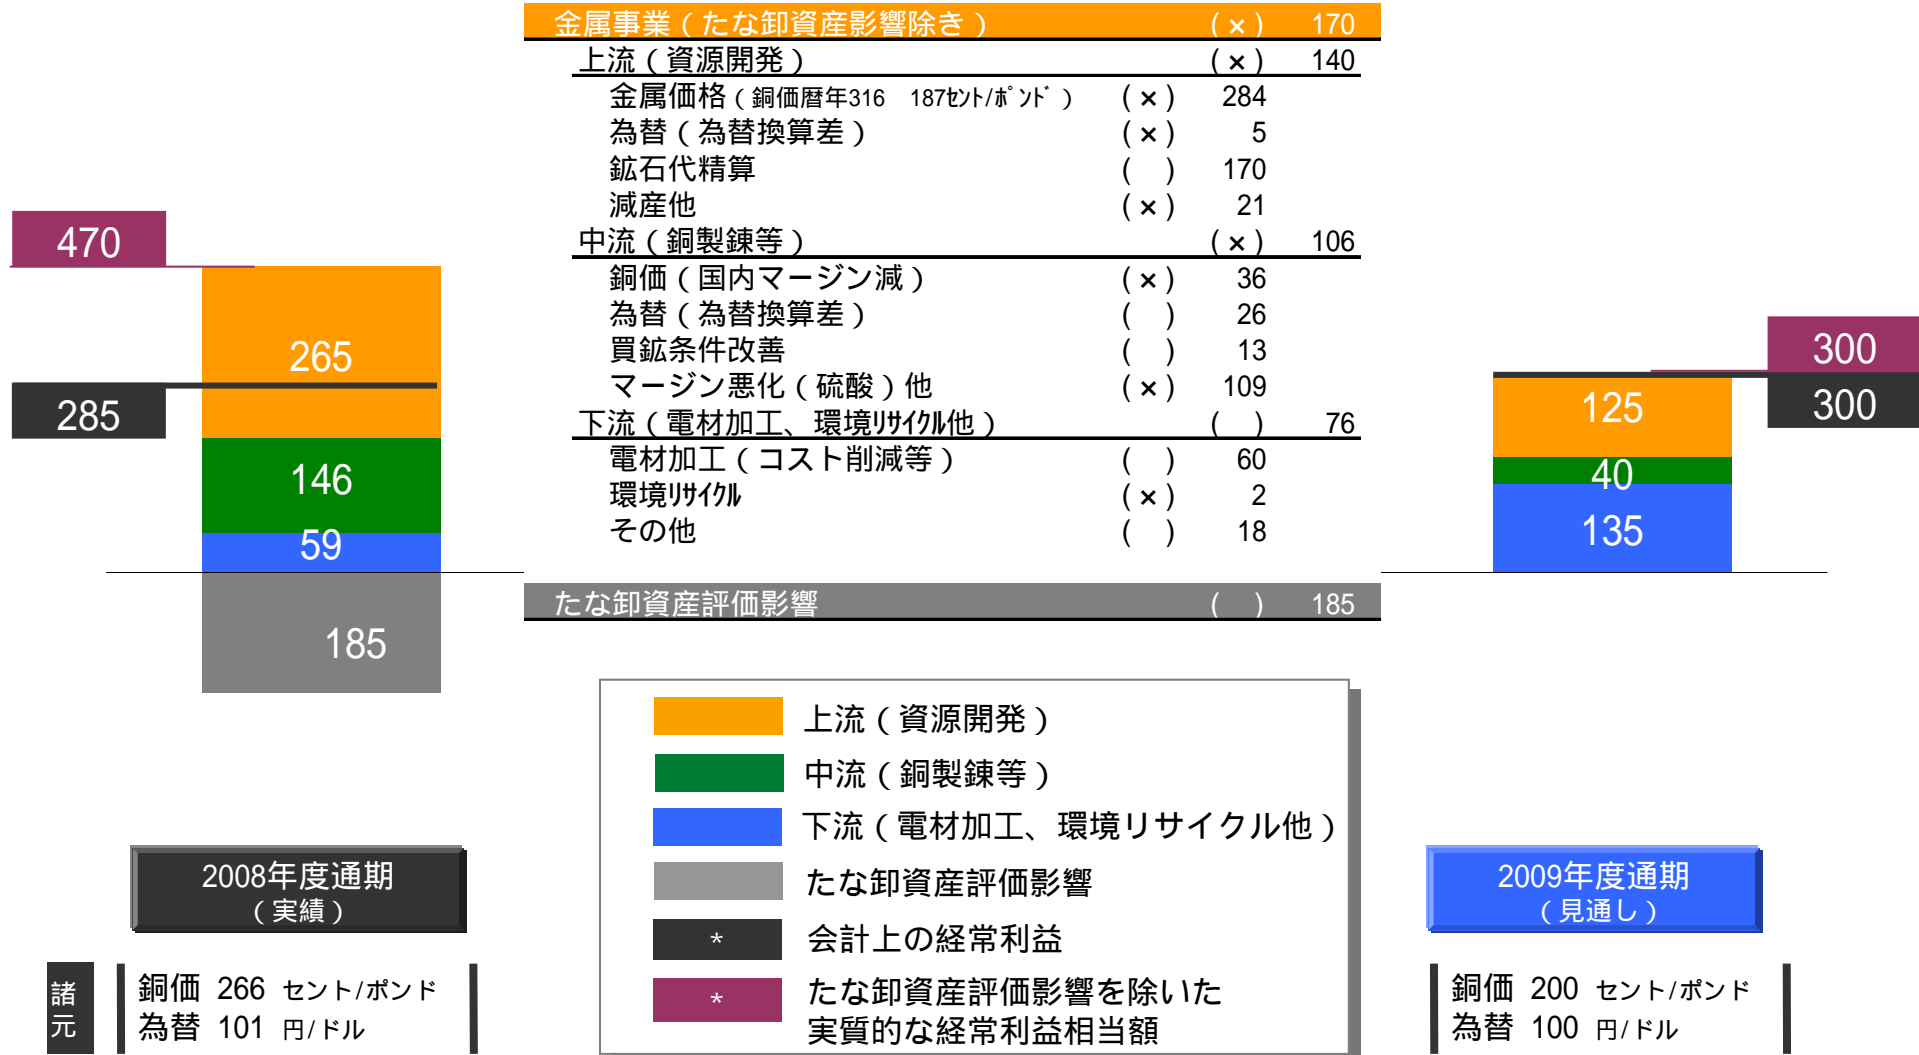 金属事業（たな卸資産影響除き） (×) 170
上流（資源開発） (×) 140
金属価格（銅価暦年316 187ｾﾝﾄ/ﾎﾟﾝﾄﾞ） (×) 284
為替（為替換算差） (×) 5
鉱石代精算 ( ) 170
減産他 (×) 21
中流（銅製錬等） (×) 106
銅価（国内マージン減） (×) 36
為替（為替換算差） ( ) 26
買鉱条件改善 ( ) 13
マージン悪化（硫酸）他 (×) 109
下流（電材加工、環境ﾘｻｲｸﾙ他） ( ) 76
電材加工（コスト削減等） ( ) 60
環境ﾘｻｲｸﾙ (×) 2
その他 ( ) 18
たな卸資産評価影響 ( ) 185
470
265
285
146
59
185
300
300
125
40
135
上流（資源開発）
中流（銅製錬等）
下流（電材加工、環境リサイクル他）
たな卸資産評価影響
* 会計上の経常利益
* たな卸資産評価影響を除いた
実質的な経常利益相当額
2008年度通期
（実績）
諸元
銅価 266 セント/ポンド
為替 101 円/ドル
2009年度通期
（見通し）
銅価 200 セント/ポンド
為替 100 円/ドル